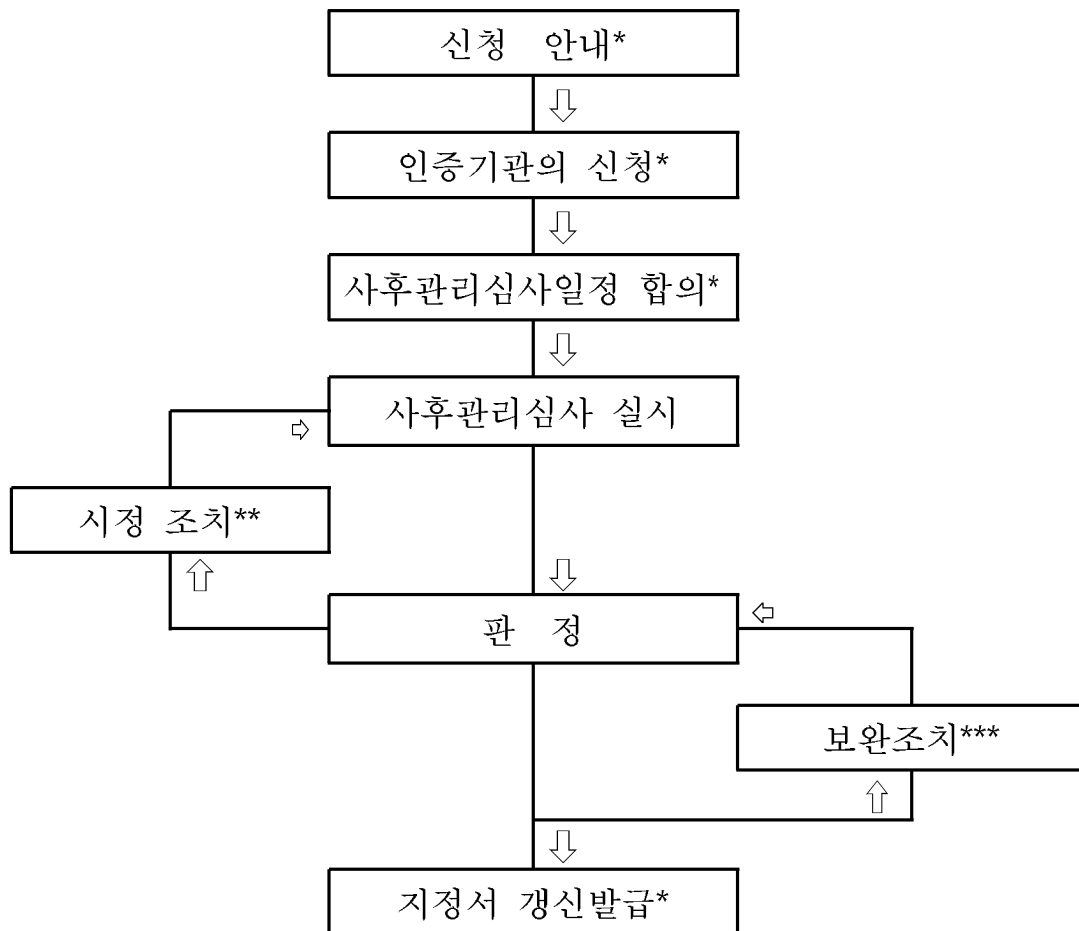 신청 안내*
인증기관의 신청*
사후관리심사일정 합의*
사후관리심사 실시
시정 조치**
판 정
보완조치***
지정서 갱신발급*